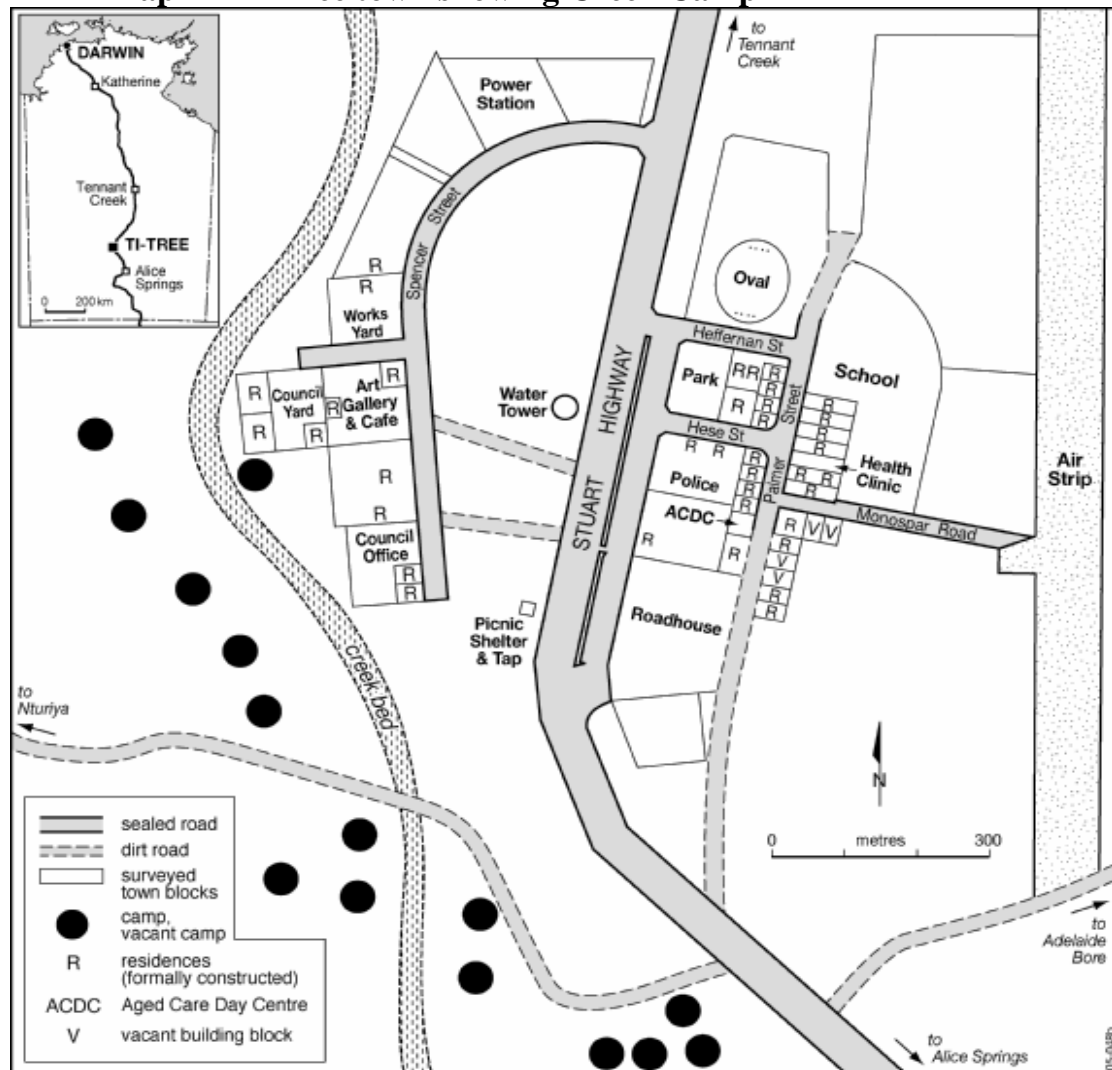 town showing Camp
DARWIN
Katherine
Tennant
Creek
TI-TREE
Alice
Springs
0 200 km
to
Tennant
Creek
Power
Station
Spencer Street
R
R
Works
Yard
Oval
Heffernan St
School
STUART HIGHWAY
Water
Tower
Park
R R R
R
R
R
R
Palmer Street
Hese St
R
R
R
R
Health
Clinic
R R
R
Air
Strip
R
R
Council
Yard
R
R
Art
Gallery
& Cafe
R
R
R
Council
Office
R
R
R R R
R
R
R
Police
ACDC
R
R
Monospar Road
R V V
R
V
R
R
Roadhouse
Picnic
Shelter
& Tap
creek bed
to
Nturiya
N
0 metres 300
to
Adelaide
Bore
to
Alice Springs
sealed road
dirt road
surveyed
town blocks
camp,
vacant camp
R residences
(formally constructed)
ACDC Aged Care Day Centre
V vacant building block